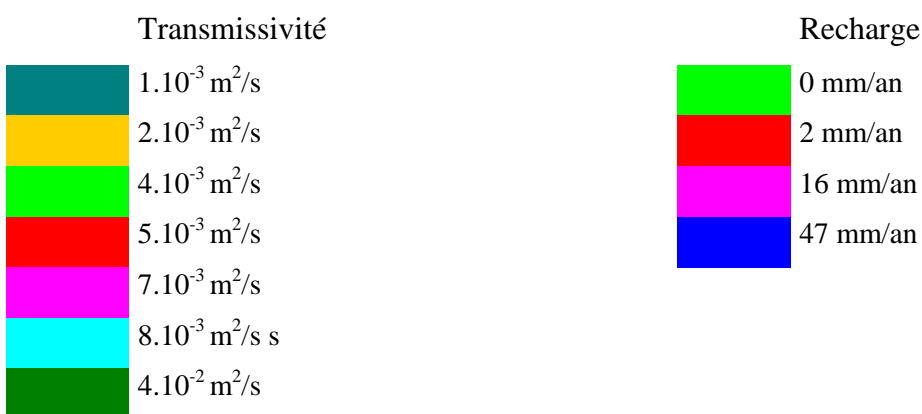 Transmissivité
1.10⁻³ m²/s
2.10⁻³ m²/s
4.10⁻³ m²/s
5.10⁻³ m²/s
7.10⁻³ m²/s
8.10⁻³ m²/s s
4.10⁻² m²/s
Recharge
0 mm/an
2 mm/an
16 mm/an
47 mm/an